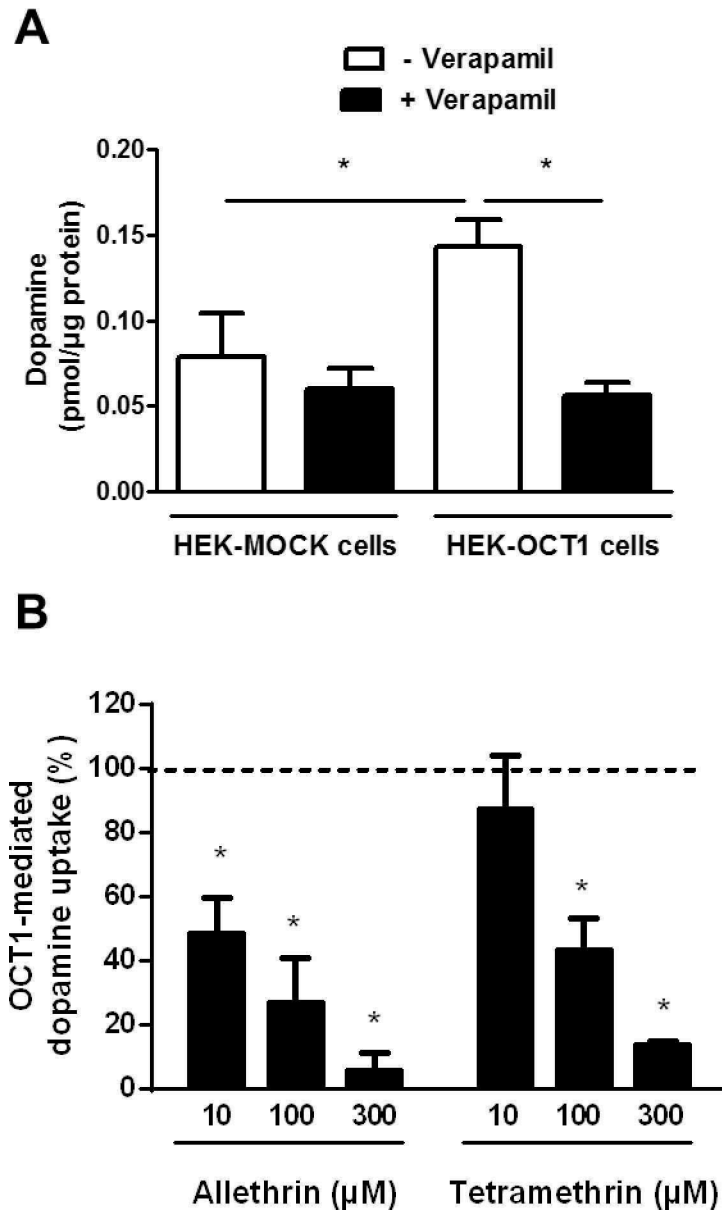 A
- Verapamil
+ Verapamil
Dopamine
(pmol/µg protein)
0.20
0.15
0.10
0.05
0.00
*
*
HEK-MOCK cells
HEK-OCT1 cells
B
OCT1-mediated
dopamine uptake (%)
120
100
80
60
40
20
0
*
*
*
*
*
10 100 300 10 100 300
Allethrin (µM) Tetramethrin (µM)